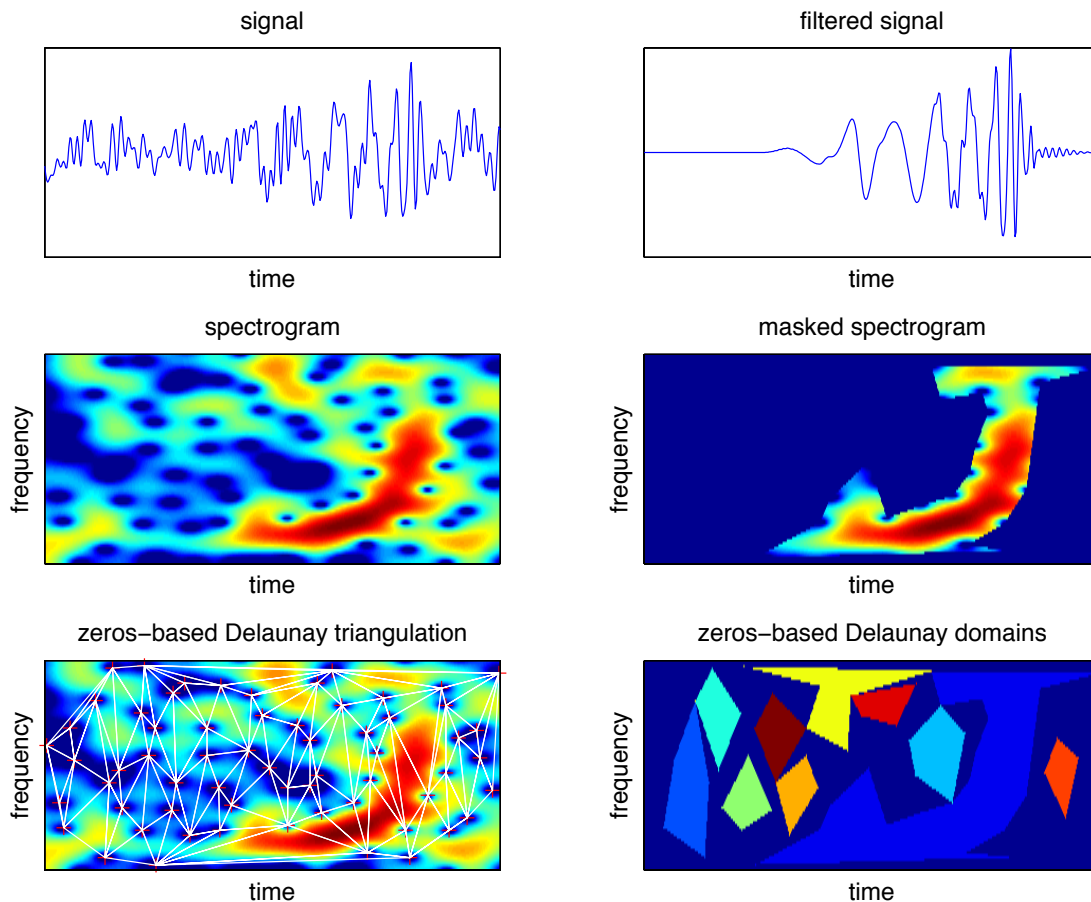 signal
filtered signal
time
time
spectrogram
masked spectrogram
frequency
frequency
time
time
zeros−based Delaunay triangulation
zeros−based Delaunay domains
frequency
frequency
time
time